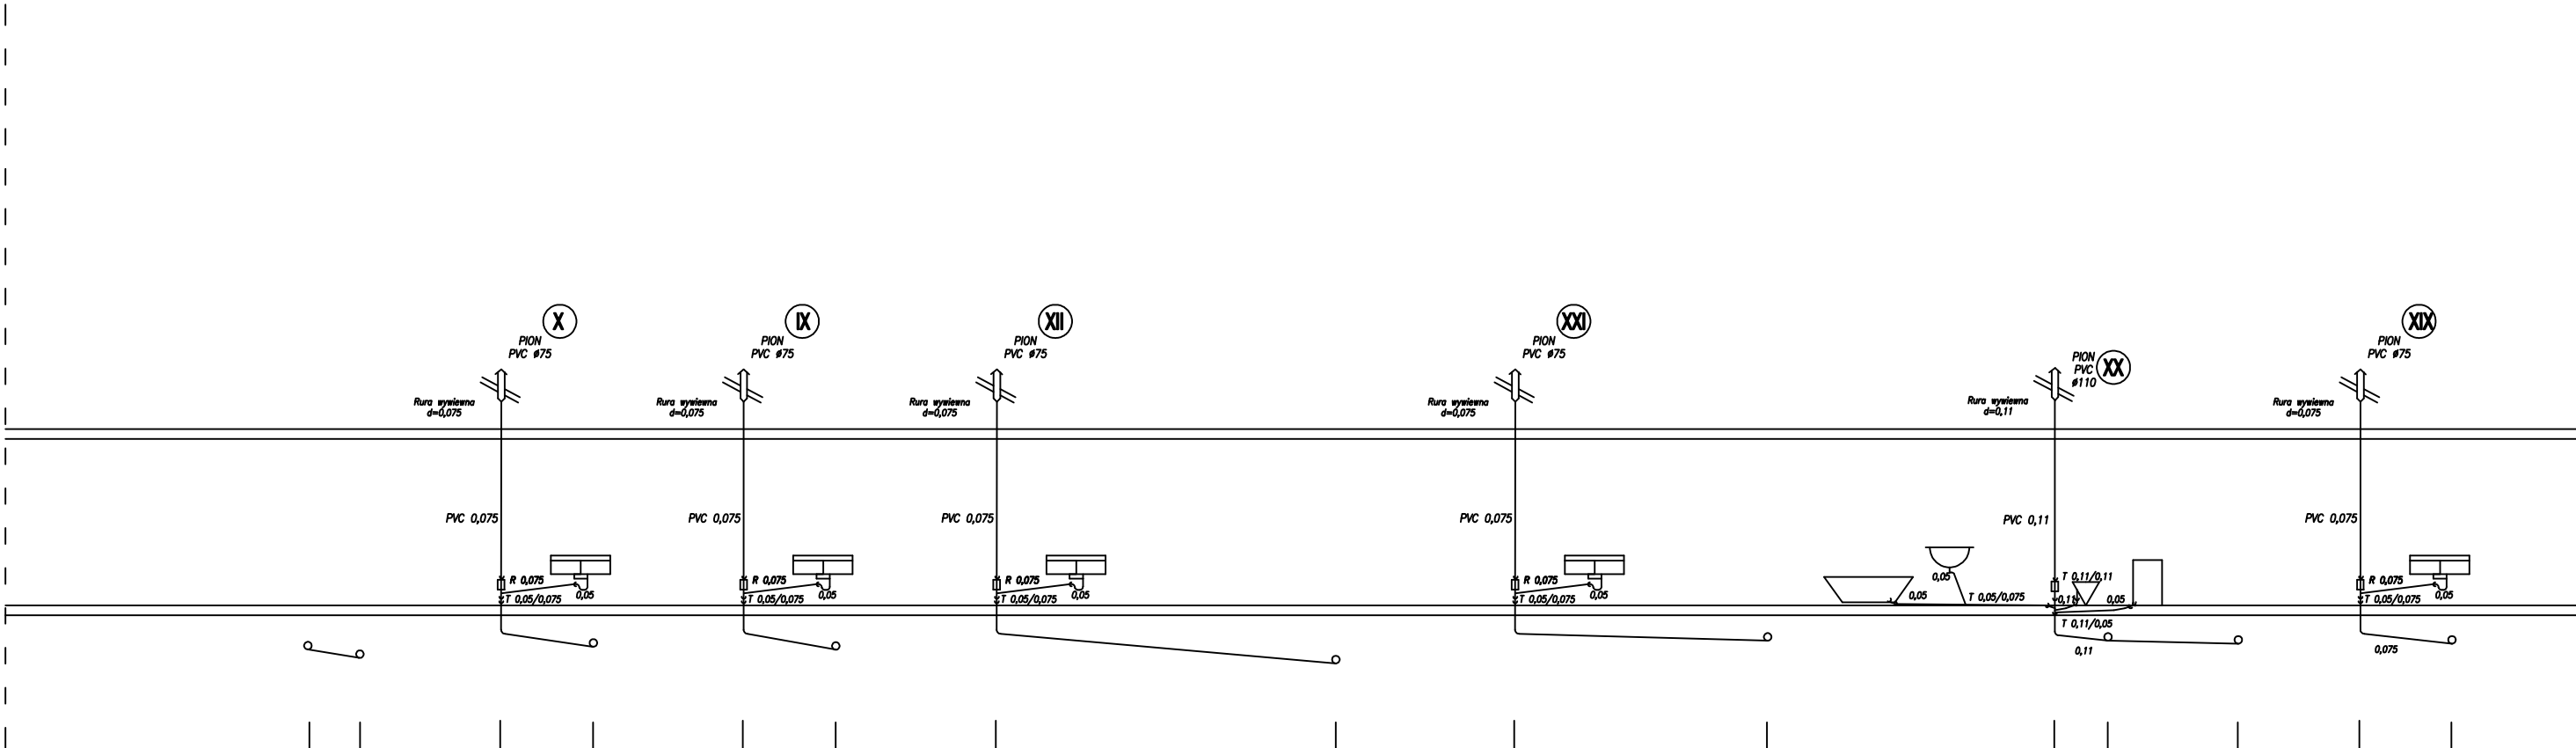 X
PION
PVC ø75
Rura wywiewna
d=0,075
PVC 0,075
R 0,075
0,05
T 0,05/0,075
IX
PION
PVC ø75
Rura wywiewna
d=0,075
PVC 0,075
R 0,075
0,05
T 0,05/0,075
XII
PION
PVC ø75
Rura wywiewna
d=0,075
PVC 0,075
R 0,075
0,05
T 0,05/0,075
XXI
PION
PVC ø75
Rura wywiewna
d=0,075
PVC 0,075
R 0,075
0,05
T 0,05/0,075
XX
PION
PVC
ø110
Rura wywiewna
d=0,11
PVC 0,11
T 0,11/0,11
0,05
0,05
T 0,05/0,075
0,11
0,05
T 0,11/0,05
0,11
XIX
PION
PVC ø75
Rura wywiewna
d=0,075
PVC 0,075
R 0,075
0,05
T 0,05/0,075
0,075